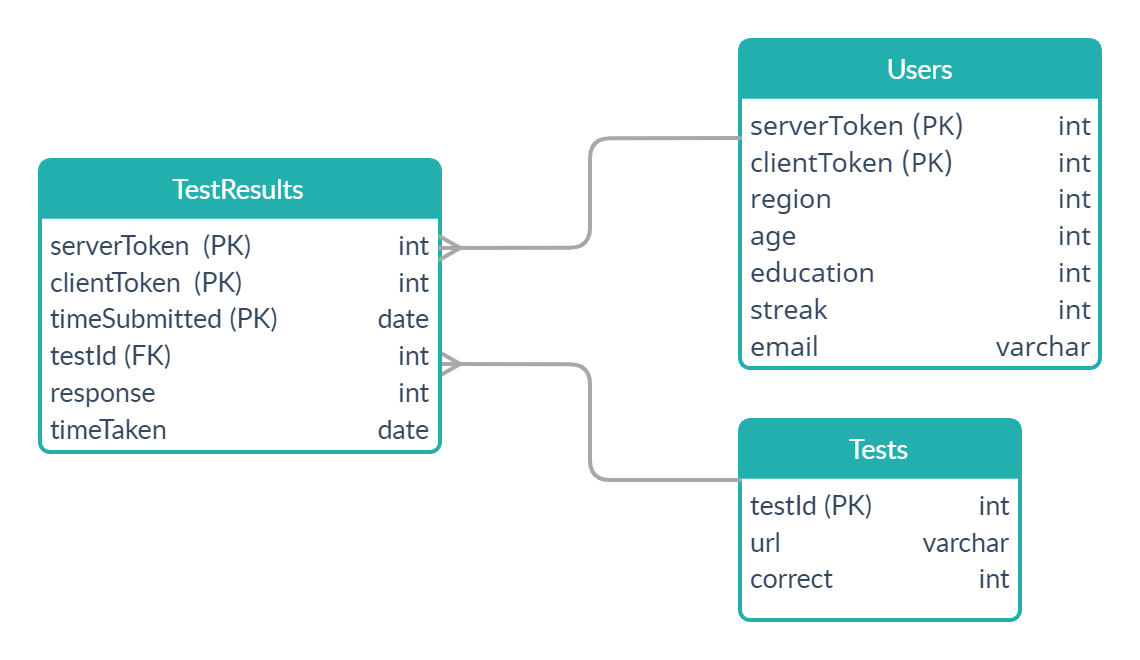 Users
serverToken (PK) int
clientToken (PK) int
region int
age int
education int
streak int
email varchar
TestResults
serverToken (PK) int
clientToken (PK) int
timeSubmitted (PK) date
testId (FK) int
response int
timeTaken date
Tests
testId (PK) int
url varchar
correct int